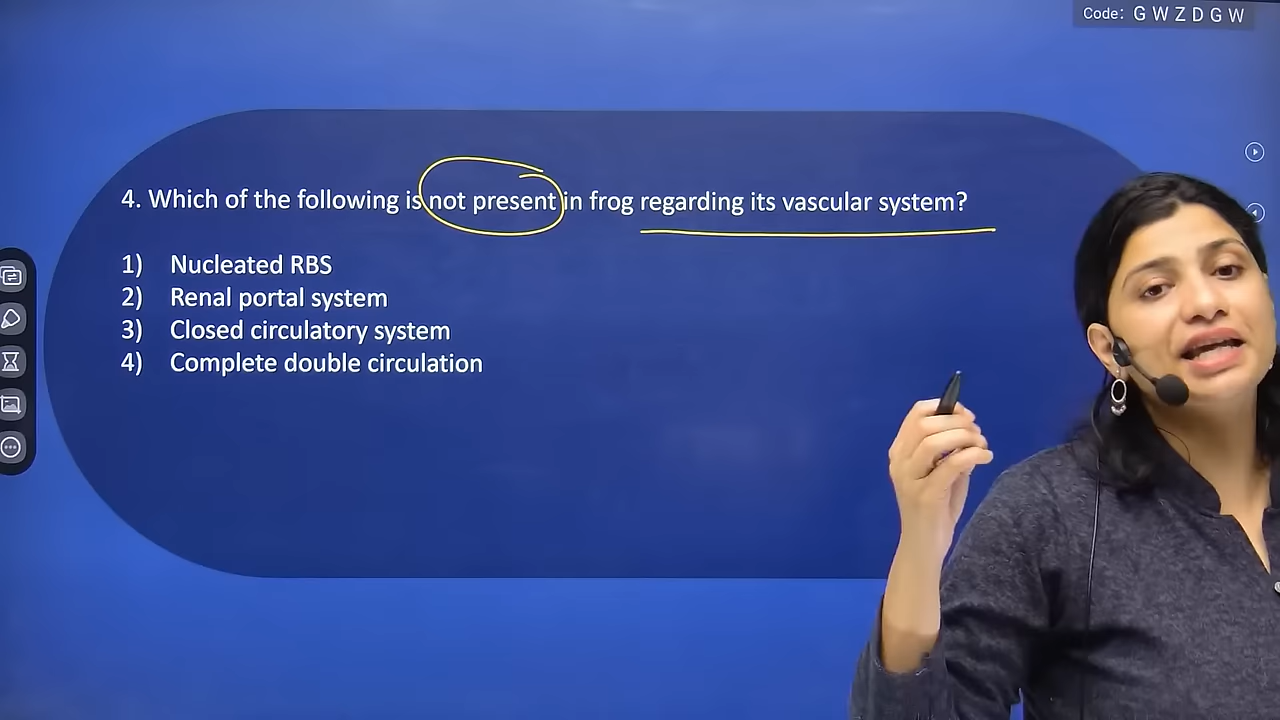 Code: G W Z D G W
4. Which of the following is not present in frog regarding its vascular system?
1) Nucleated RBS
2) Renal portal system
3) Closed circulatory system
4) Complete double circulation